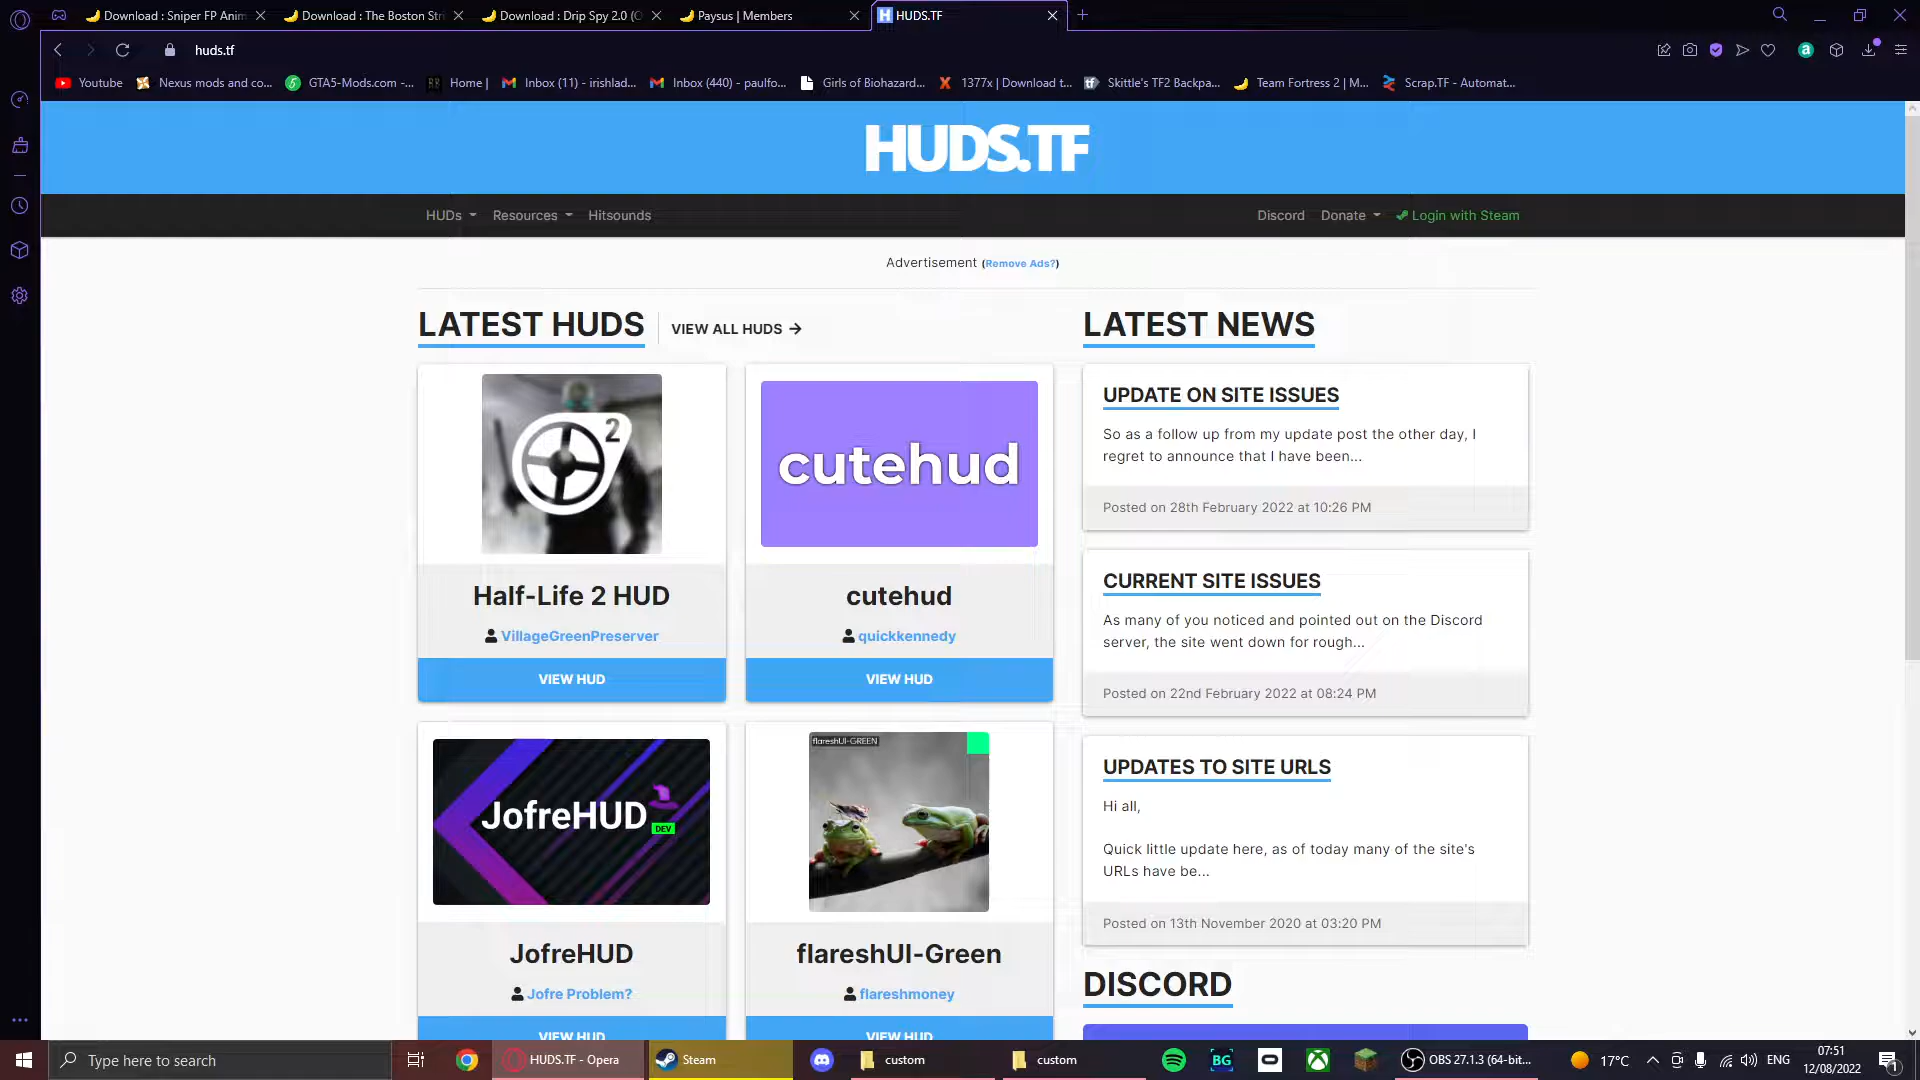 Download : Sniper FP Anim
Download : The Boston Str
Download : Drip Spy 2.0 (O
Paysus | Members
HUDS.TF
huds.tf
Youtube
Nexus mods and co...
GTA5-Mods.com -...
Home |
Inbox (11) - irishlad...
Inbox (440) - paulfo...
Girls of Biohazard...
1377x | Download t...
Skittle's TF2 Backpa...
Team Fortress 2 | M...
Scrap.TF - Automat...
HUDS.TF
HUDs
Resources
Hitsounds
Discord
Donate
Login with Steam
Advertisement (Remove Ads?)
LATEST HUDS
VIEW ALL HUDS →
2
Half-Life 2 HUD
VillageGreenPreserver
VIEW HUD
cutehud
cutehud
quickkennedy
VIEW HUD
JofreHUD
DEV
JofreHUD
Jofre Problem?
VIEW HUD
flareshUI-GREEN
flareshUI-Green
flareshmoney
VIEW HUD
LATEST NEWS
UPDATE ON SITE ISSUES
So as a follow up from my update post the other day, I
regret to announce that I have been...
Posted on 28th February 2022 at 10:26 PM
CURRENT SITE ISSUES
As many of you noticed and pointed out on the Discord
server, the site went down for rough...
Posted on 22nd February 2022 at 08:24 PM
UPDATES TO SITE URLS
Hi all,
Quick little update here, as of today many of the site's
URLs have be...
Posted on 13th November 2020 at 03:20 PM
DISCORD
Type here to search
HUDS.TF - Opera
Steam
custom
custom
BG
OBS 27.1.3 (64-bit...
17°C
ENG
07:51
12/08/2022
1